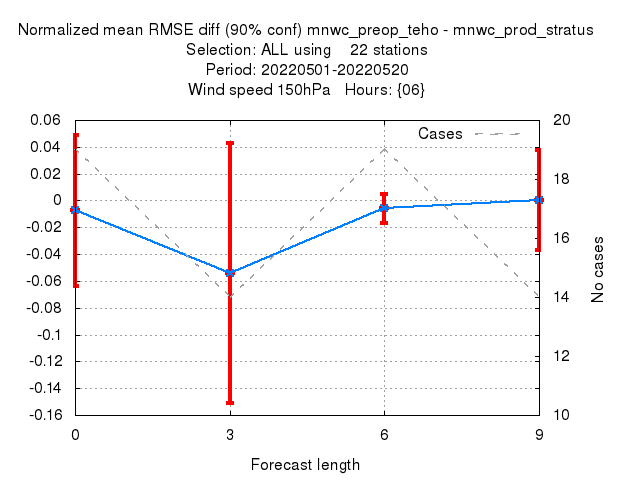 Normalized mean RMSE diff (90% conf) mnwc_preop_teho - mnwc_prod_stratus
Selection: ALL using    22 stations
Period: 20220501-20220520
Wind speed 150hPa   Hours: {06}
Cases
0.06
0.04
0.02
0
-0.02
-0.04
-0.06
-0.08
-0.1
-0.12
-0.14
-0.16
20
18
16
14
12
10
No cases
0 3 6 9
Forecast length